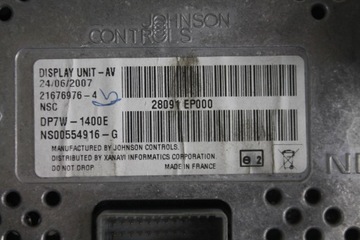 JOHNSON
CONTROLS
DISPLAY UNIT-AV
24/06/2007
21676976-4
NSC
28091 EP000
DP7W-1400E
NS00554916-G
MANUFACTURED BY JOHNSON CONTROLS.
DISTRIBUTED BY XANAVI INFORMATICS CORPORATION
DO NOT DROP
MADE IN FRANCE
e 2